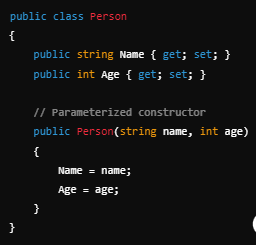 public class Person
{
    public string Name { get; set; }
    public int Age { get; set; }

    // Parameterized constructor
    public Person(string name, int age)
    {
        Name = name;
        Age = age;
    }
}